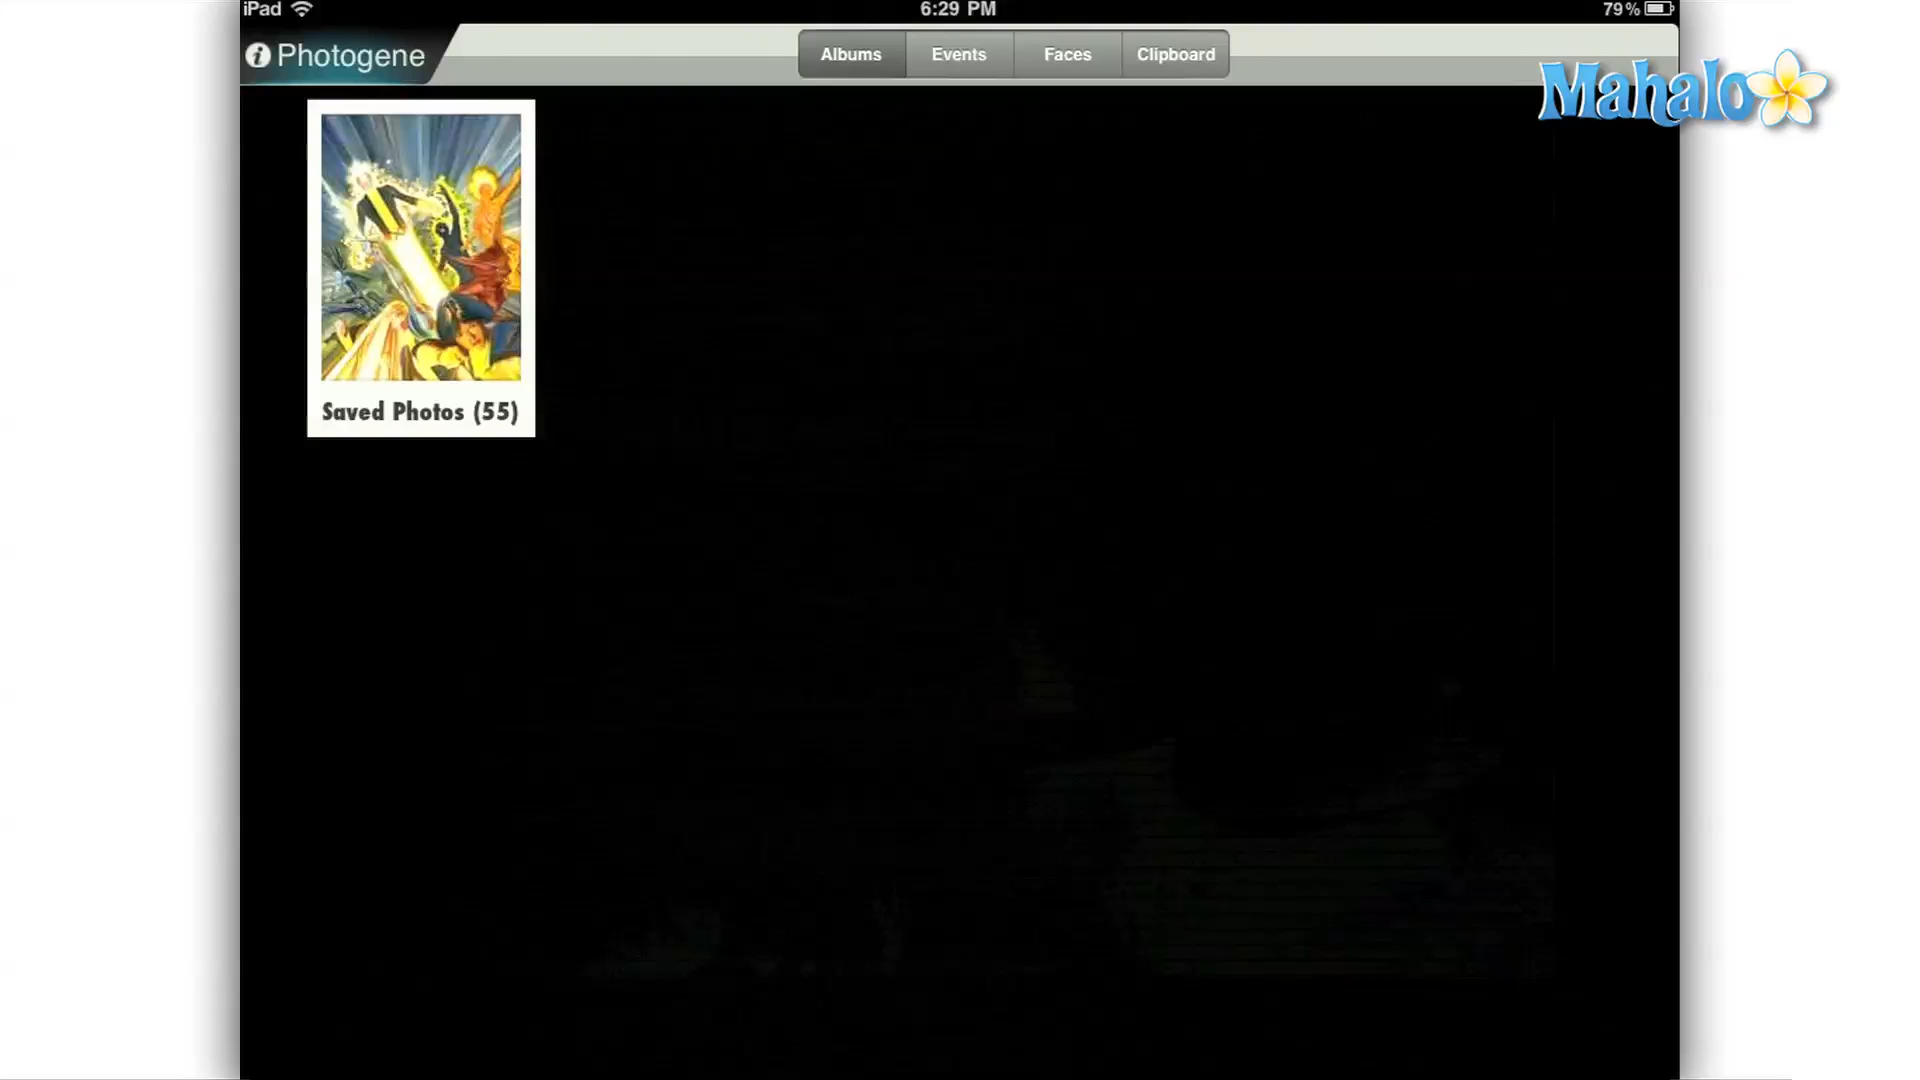 iPad 6:29 PM 79%
Photogene Albums Events Faces Clipboard
Mahalo
Saved Photos (55)